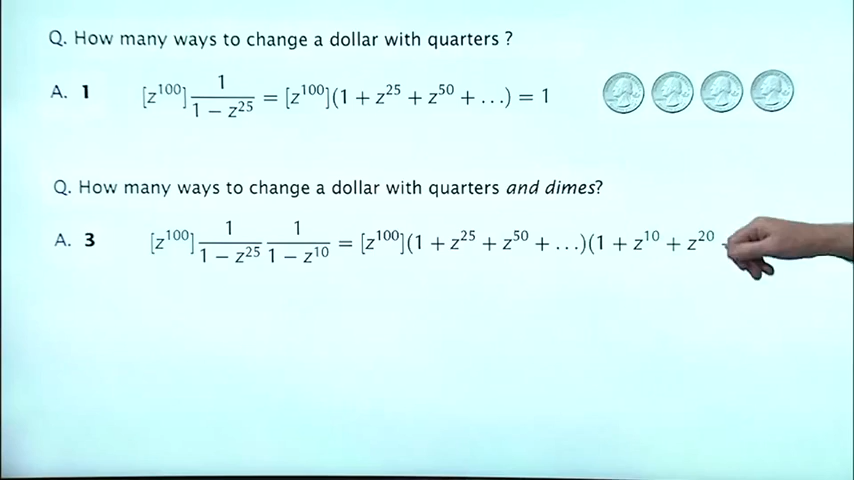 Q. How many ways to change a dollar with quarters ?
A. 1 [z^100] 1/(1 − z^25) = [z^100](1 + z^25 + z^50 + . . .) = 1
Q. How many ways to change a dollar with quarters and dimes?
A. 3 [z^100] 1/(1 − z^25) 1/(1 − z^10) = [z^100](1 + z^25 + z^50 + . . .)(1 + z^10 + z^20